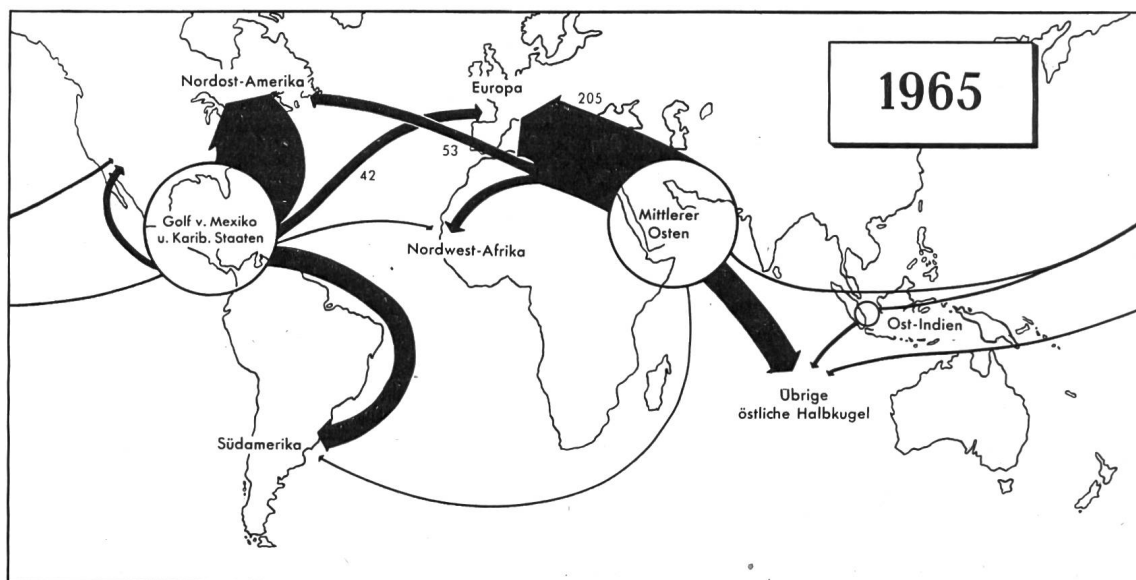 1965
Nordost-Amerika
Europa
205
53
42
Golf v. Mexiko
u. Karib. Staaten
Mittlerer
Osten
Nordwest-Afrika
Ost-Indien
Übrige
östliche Halbkugel
Südamerika